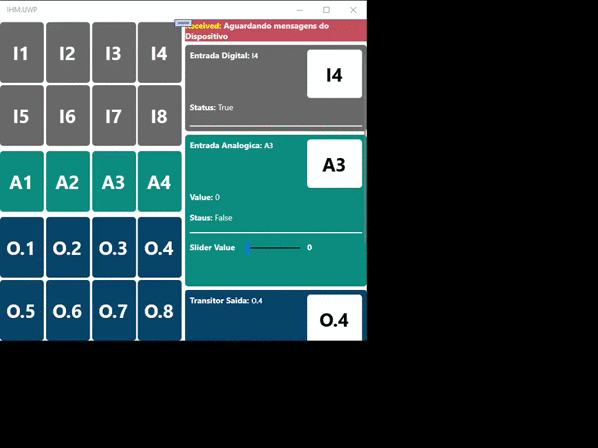 IHM.UWP
I1 I2 I3 I4
I5 I6 I7 I8
A1 A2 A3 A4
O.1 O.2 O.3 O.4
O.5 O.6 O.7 O.8
Aguardando mensagens do
Dispositivo
Entrada Digital: I4
I4
Status: True
Entrada Analogica: A3
A3
Value: 0
Staus: False
Slider Value 0
Transitor Saida: O.4
O.4